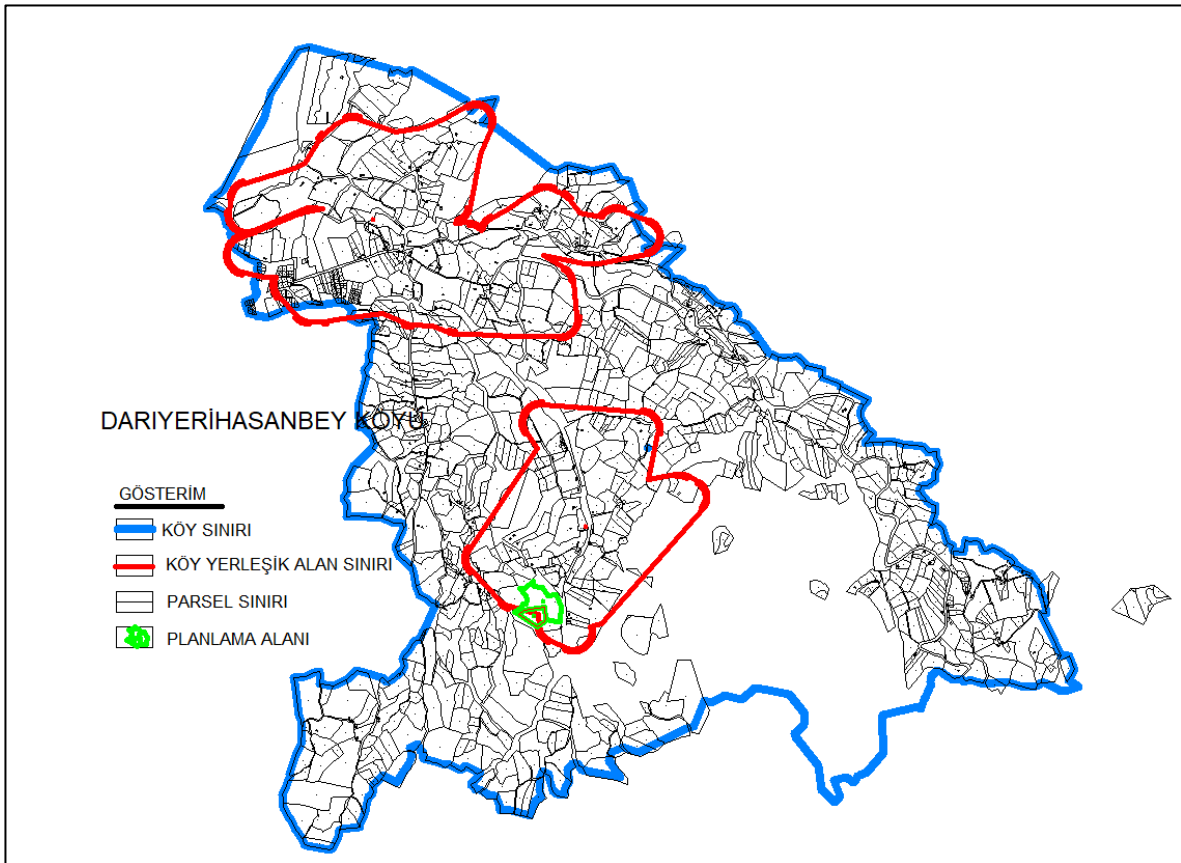 DARIYERİHASANBEY KÖYÜ
GÖSTERİM
KÖY SINIRI
KÖY YERLEŞİK ALAN SINIRI
PARSEL SINIRI
PLANLAMA ALANI